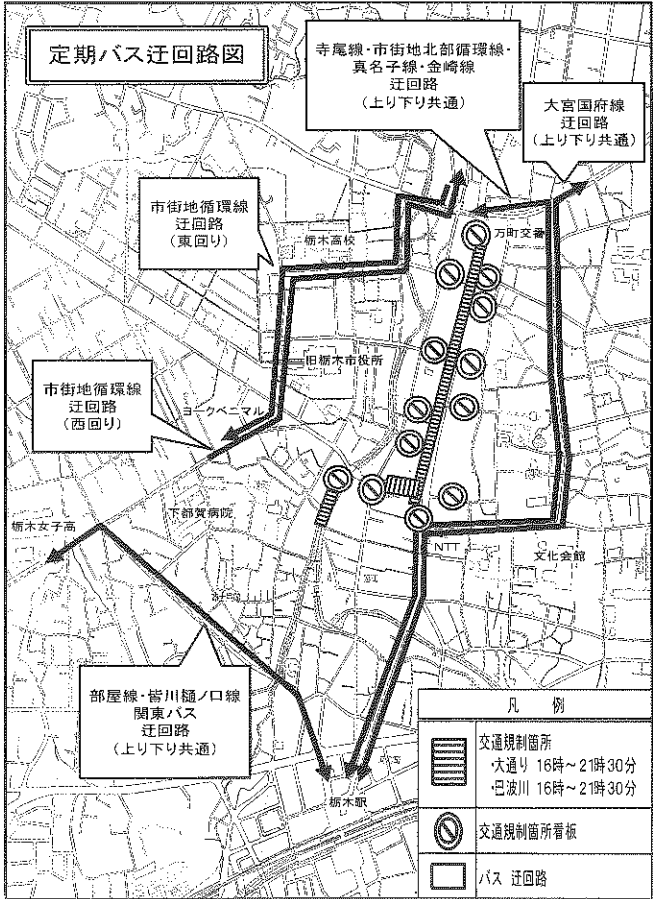 定期バス迂回路図
寺尾線・市街地北部循環線・
真名子線・金崎線
迂回路
(上り下り共通)
大宮国府線
迂回路
(上り下り共通)
市街地循環線
迂回路
(東回り)
栃木高校
万町交番
旧栃木市役所
市街地循環線
迂回路
(西回り)
ヨークベニマル
下都賀病院
栃木女子高
NTT
文化会館
部屋線・皆川樋ノ口線
関東バス
迂回路
(上り下り共通)
栃木駅
凡 例
交通規制箇所
・大通り 16時～21時30分
・巴波川 16時～21時30分
交通規制箇所看板
バス 迂回路